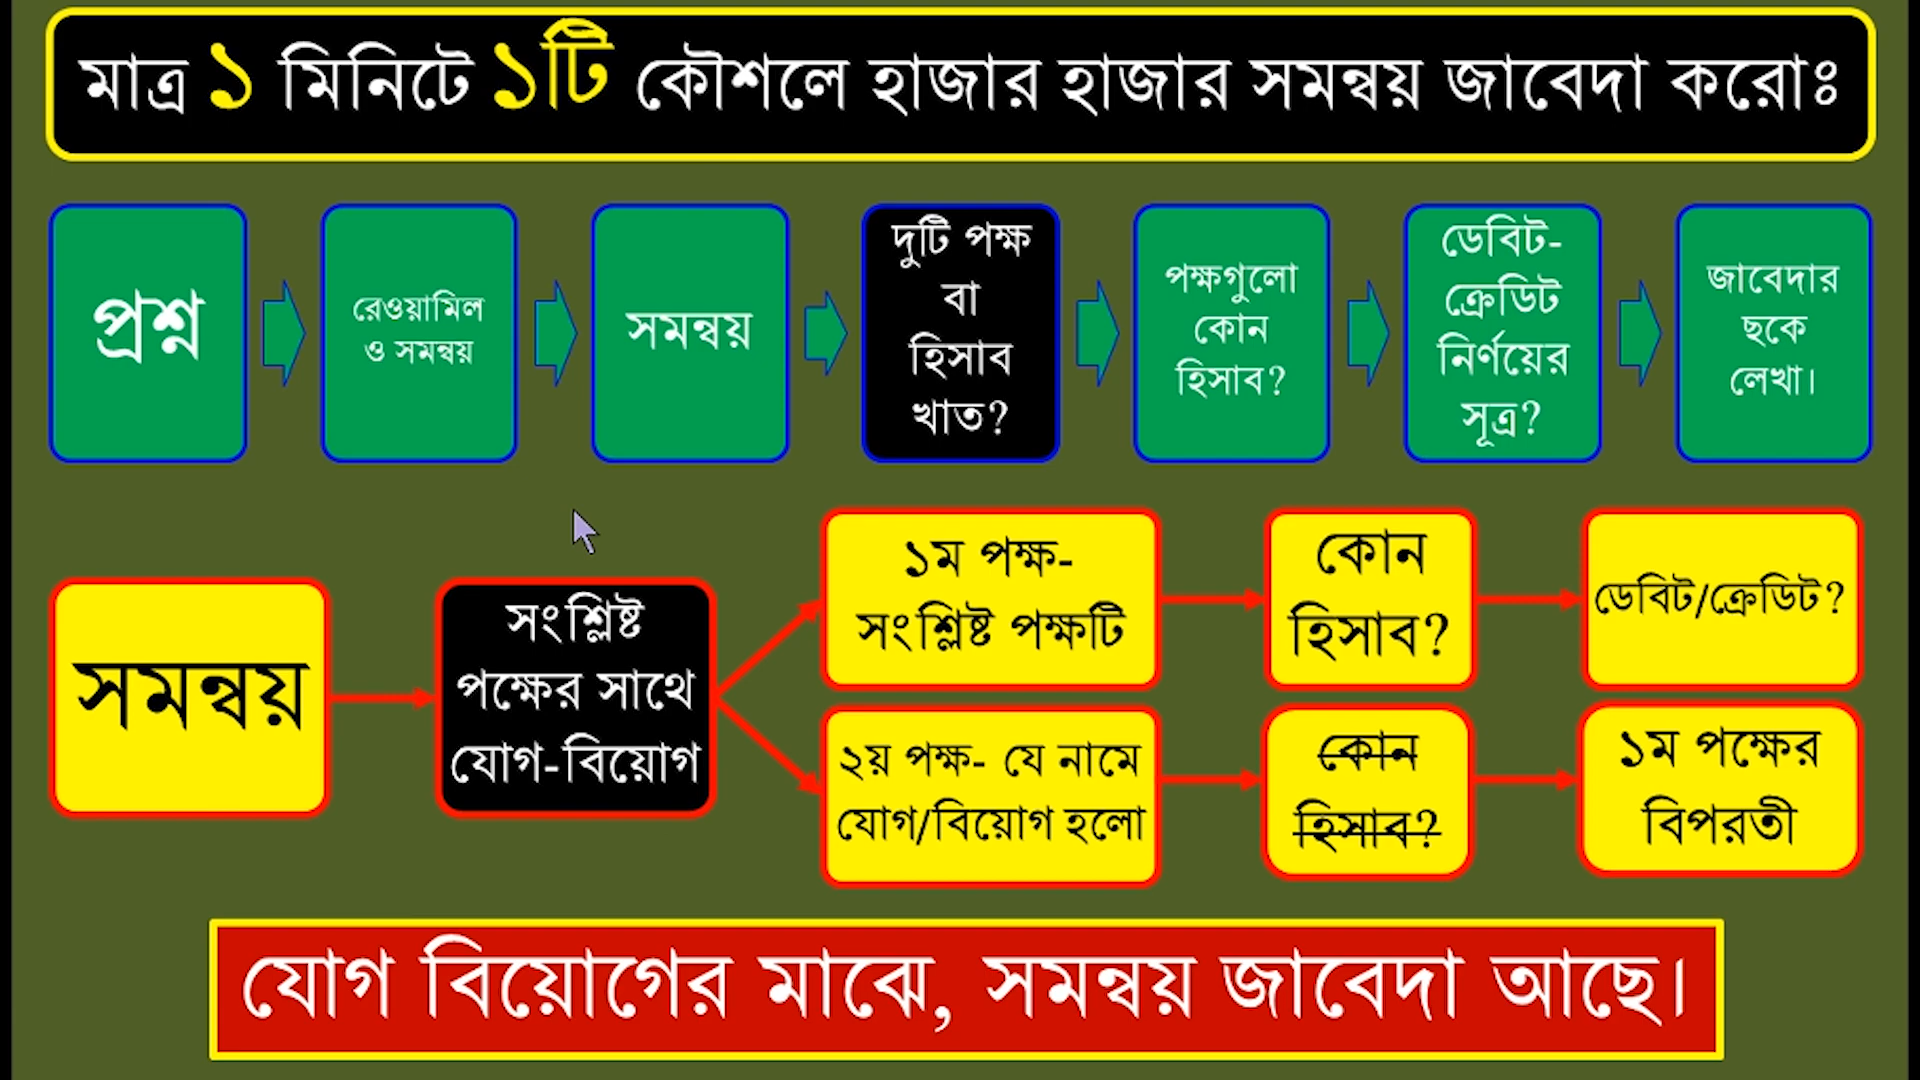 মাত্র ১ মিনিটে ১টি কৌশলে হাজার হাজার সমন্বয় জাবেদা করোঃ
প্রশ্ন
রেওয়ামিল
ও সমন্বয়
সমন্বয়
দুটি পক্ষ
বা
হিসাব
খাত?
পক্ষগুলো
কোন
হিসাব?
ডেবিট-
ক্রেডিট
নির্ণয়ের
সূত্র?
জাবেদার
ছকে
লেখা।
সমন্বয়
সংশ্লিষ্ট
পক্ষের সাথে
যোগ-বিয়োগ
১ম পক্ষ-
সংশ্লিষ্ট পক্ষটি
কোন
হিসাব?
ডেবিট/ক্রেডিট?
২য় পক্ষ- যে নামে
যোগ/বিয়োগ হলো
কোন
হিসাব?
১ম পক্ষের
বিপরতী
যোগ বিয়োগের মাঝে, সমন্বয় জাবেদা আছে।